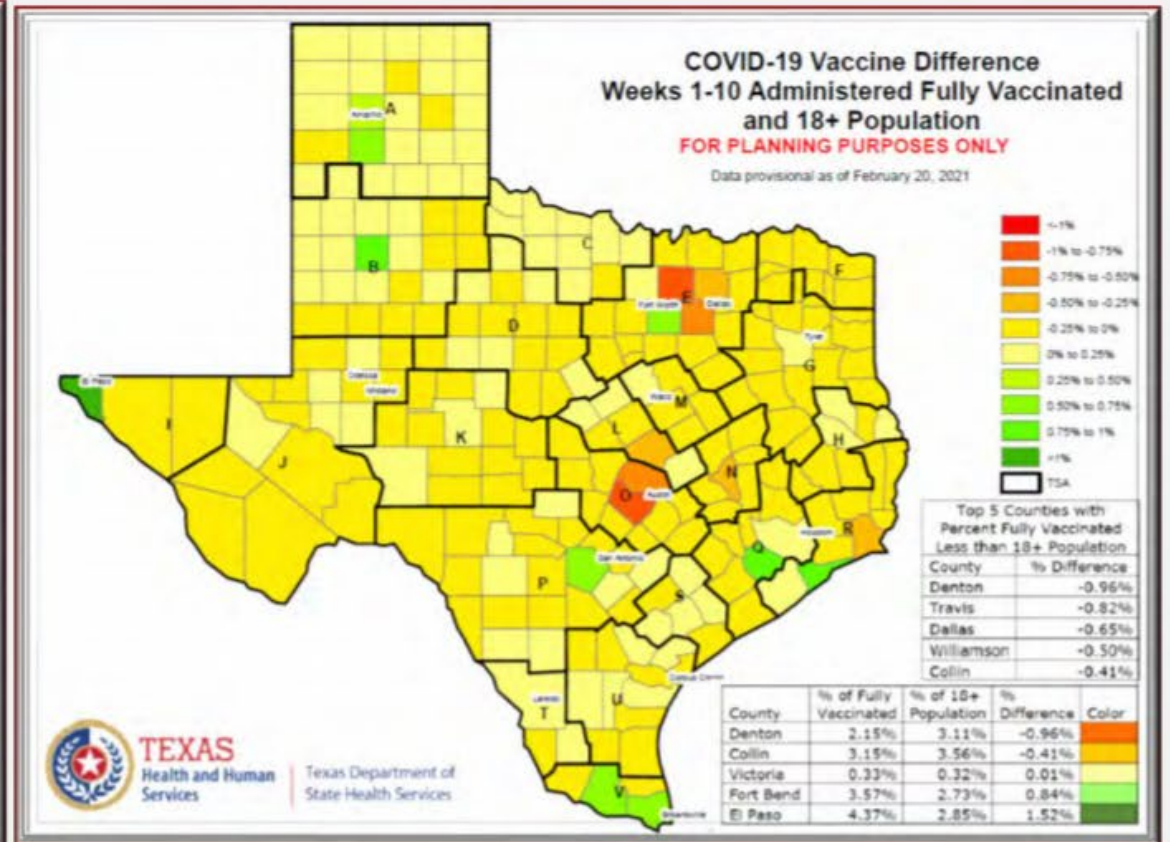 COVID-19 Vaccine Difference
Weeks 1-10 Administered Fully Vaccinated
and 18+ Population
FOR PLANNING PURPOSES ONLY
Data provisional as of February 20, 2021
<-1%
-1% to -0.75%
-0.75% to -0.50%
-0.50% to -0.25%
-0.25% to 0%
0% to 0.25%
0.25% to 0.50%
0.50% to 0.75%
0.75% to 1%
>1%
TSA
A
Amarillo
B
C
D
E
Fort Worth
Dallas
F
Tyler
G
H
El Paso
I
J
Odessa
Midland
K
L
Waco
M
N
O
Austin
P
San Antonio
Q
Houston
R
S
Corpus Christi
Laredo
T
U
V
Brownsville
Top 5 Counties with
Percent Fully Vaccinated
Less than 18+ Population
County % Difference
Denton -0.96%
Travis -0.82%
Dallas -0.65%
Williamson -0.50%
Collin -0.41%
County % of Fully Vaccinated % of 18+ Population % Difference Color
Denton 2.15% 3.11% -0.96%
Collin 3.15% 3.56% -0.41%
Victoria 0.33% 0.32% 0.01%
Fort Bend 3.57% 2.73% 0.84%
El Paso 4.37% 2.85% 1.52%
TEXAS
Health and Human
Services
Texas Department of
State Health Services